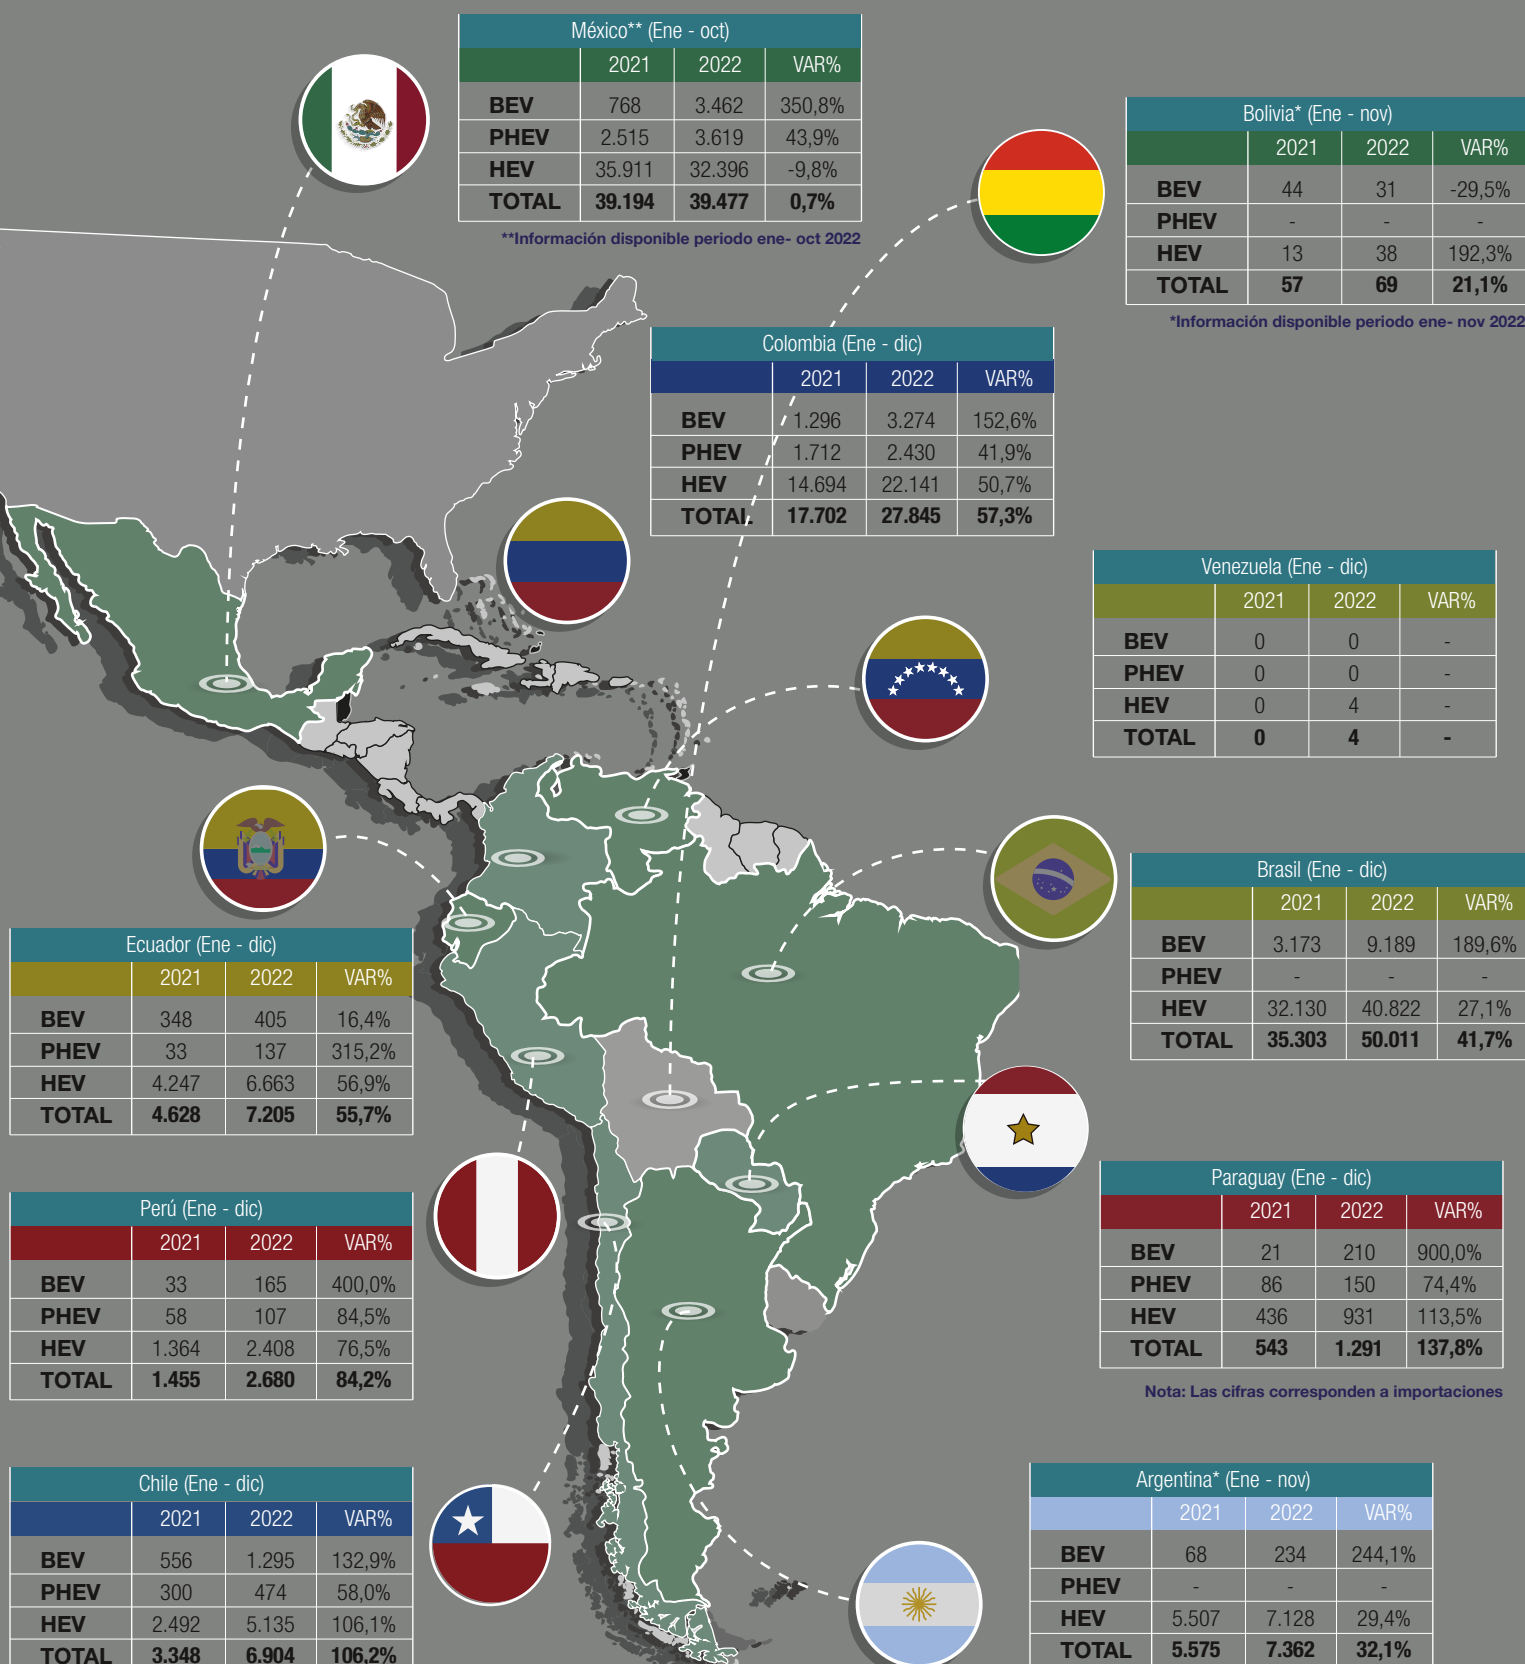 México** (Ene - oct)
2021 2022 VAR%
BEV 768 3.462 350,8%
PHEV 2.515 3.619 43,9%
HEV 35.911 32.396 -9,8%
TOTAL 39.194 39.477 0,7%
**Información disponible periodo ene- oct 2022
Bolivia* (Ene - nov)
2021 2022 VAR%
BEV 44 31 -29,5%
PHEV - - -
HEV 13 38 192,3%
TOTAL 57 69 21,1%
*Información disponible periodo ene- nov 2022
Colombia (Ene - dic)
2021 2022 VAR%
BEV 1.296 3.274 152,6%
PHEV 1.712 2.430 41,9%
HEV 14.694 22.141 50,7%
TOTAL 17.702 27.845 57,3%
Venezuela (Ene - dic)
2021 2022 VAR%
BEV 0 0 -
PHEV 0 0 -
HEV 0 4 -
TOTAL 0 4 -
Brasil (Ene - dic)
2021 2022 VAR%
BEV 3.173 9.189 189,6%
PHEV - - -
HEV 32.130 40.822 27,1%
TOTAL 35.303 50.011 41,7%
Ecuador (Ene - dic)
2021 2022 VAR%
BEV 348 405 16,4%
PHEV 33 137 315,2%
HEV 4.247 6.663 56,9%
TOTAL 4.628 7.205 55,7%
Perú (Ene - dic)
2021 2022 VAR%
BEV 33 165 400,0%
PHEV 58 107 84,5%
HEV 1.364 2.408 76,5%
TOTAL 1.455 2.680 84,2%
Paraguay (Ene - dic)
2021 2022 VAR%
BEV 21 210 900,0%
PHEV 86 150 74,4%
HEV 436 931 113,5%
TOTAL 543 1.291 137,8%
Nota: Las cifras corresponden a importaciones
Chile (Ene - dic)
2021 2022 VAR%
BEV 556 1.295 132,9%
PHEV 300 474 58,0%
HEV 2.492 5.135 106,1%
TOTAL 3.348 6.904 106,2%
Argentina* (Ene - nov)
2021 2022 VAR%
BEV 68 234 244,1%
PHEV - - -
HEV 5.507 7.128 29,4%
TOTAL 5.575 7.362 32,1%